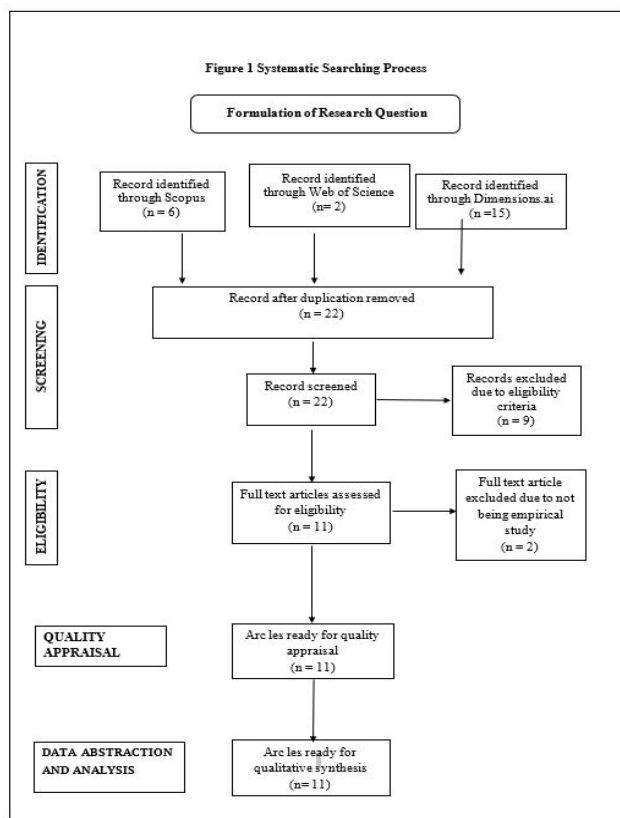 Figure 1 Systematic Searching Process
Formulation of Research Question
IDENTIFICATION
Record identified
through Scopus
(n = 6)
Record identified
through Web of Science
(n= 2)
Record identified
through Dimensions.ai
(n =15)
SCREENING
Record after duplication removed
(n = 22)
Record screened
(n = 22)
Records excluded
due to eligibility
criteria
(n = 9)
ELIGIBILITY
Full text articles assessed
for eligibility
(n = 11)
Full text article
excluded due to not
being empirical
study
(n = 2)
QUALITY
APPRAISAL
Arc les ready for quality
appraisal
(n = 11)
DATA ABSTRACTION
AND ANALYSIS
Arc les ready for
qualitative synthesis
(n= 11)